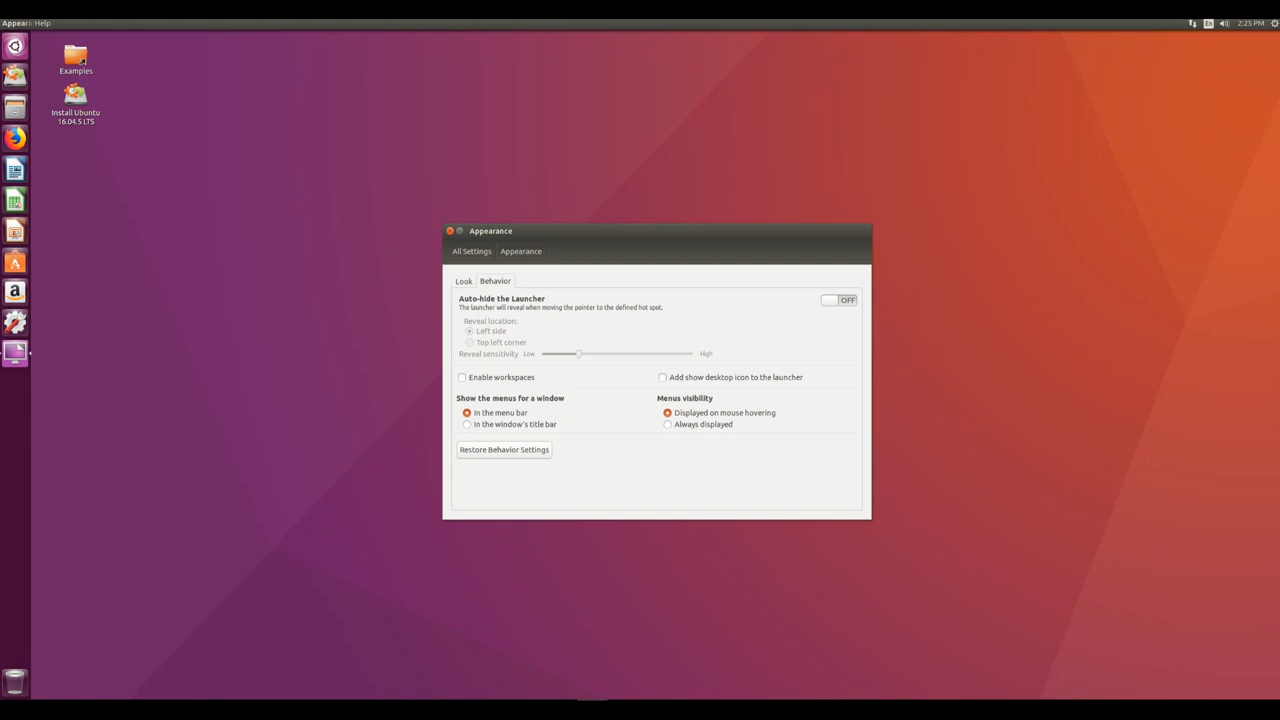 Appeara Help
En
2:25 PM
Examples
Install Ubuntu
16.04.5 LTS
a
Appearance
All Settings Appearance
Look Behavior
Auto-hide the Launcher
OFF
The launcher will reveal when moving the pointer to the defined hot spot.
Reveal location:
Left side
Top left corner
Reveal sensitivity Low High
Enable workspaces Add show desktop icon to the launcher
Show the menus for a window Menus visibility
In the menu bar Displayed on mouse hovering
In the window's title bar Always displayed
Restore Behavior Settings